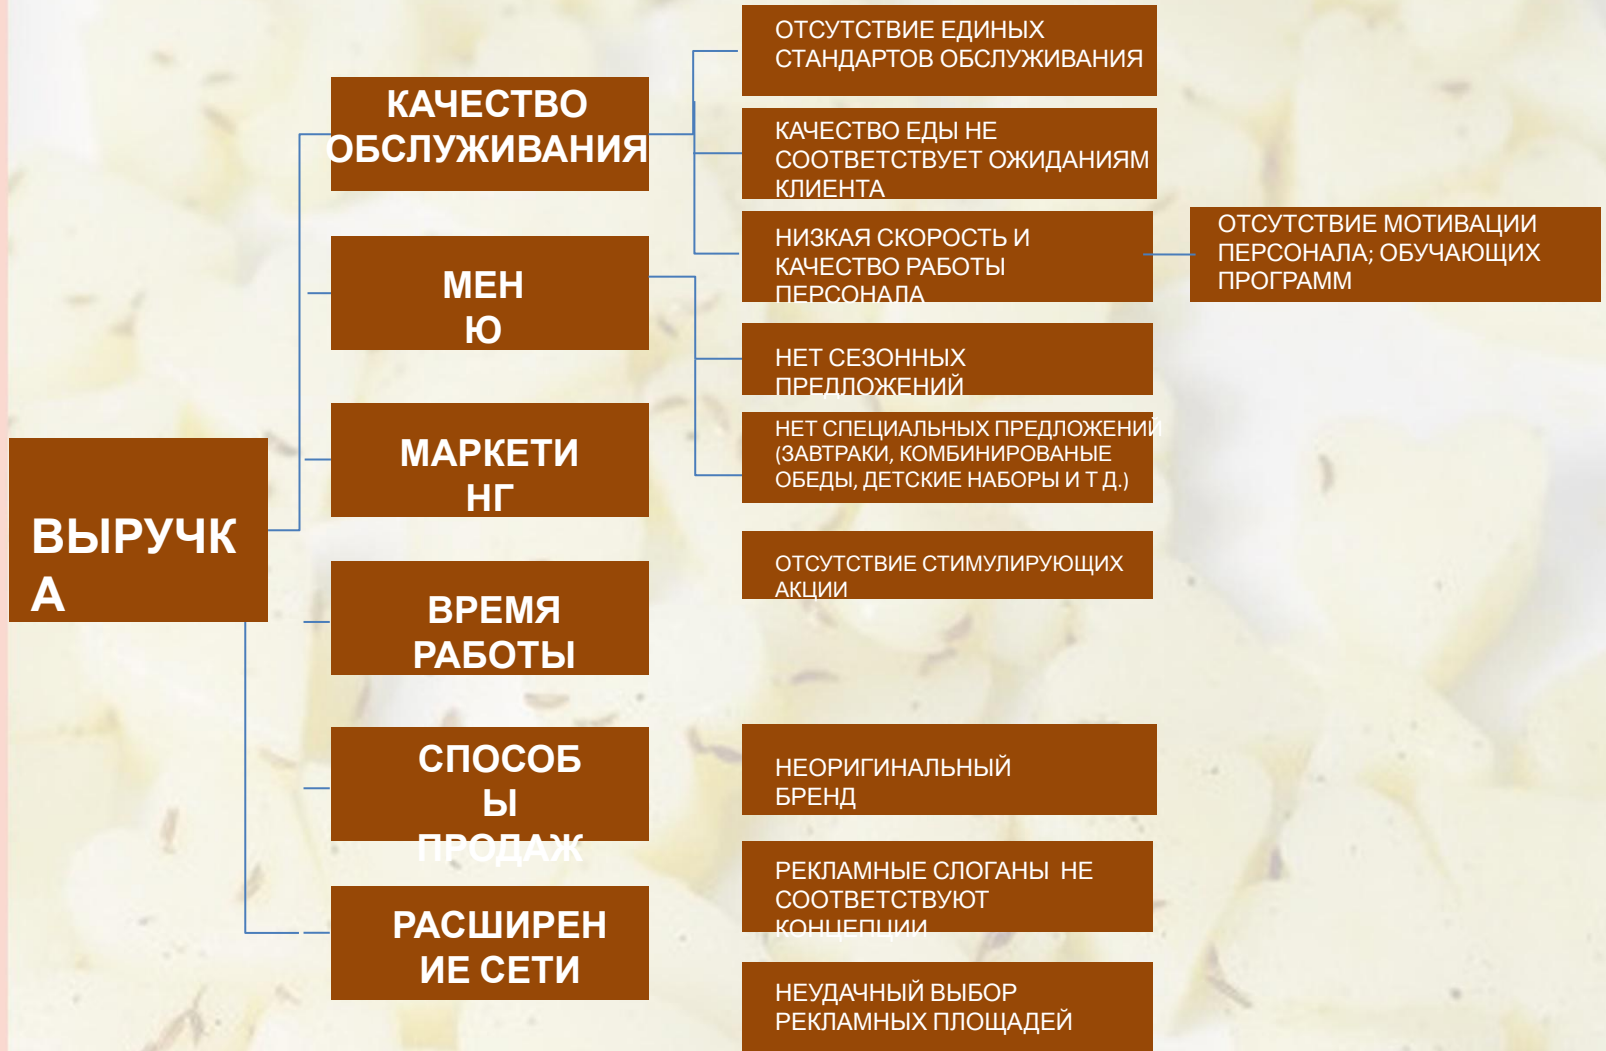 ОТСУТСТВИЕ ЕДИНЫХ
СТАНДАРТОВ ОБСЛУЖИВАНИЯ
КАЧЕСТВО
ОБСЛУЖИВАНИЯ
КАЧЕСТВО ЕДЫ НЕ
СООТВЕТСТВУЕТ ОЖИДАНИЯМ
КЛИЕНТА
НИЗКАЯ СКОРОСТЬ И
КАЧЕСТВО РАБОТЫ
ПЕРСОНАЛА
ОТСУТСТВИЕ МОТИВАЦИИ
ПЕРСОНАЛА; ОБУЧАЮЩИХ
ПРОГРАММ
МЕН
Ю
НЕТ СЕЗОННЫХ
ПРЕДЛОЖЕНИЙ
НЕТ СПЕЦИАЛЬНЫХ ПРЕДЛОЖЕНИЙ
(ЗАВТРАКИ, КОМБИНИРОВАНЫЕ
ОБЕДЫ, ДЕТСКИЕ НАБОРЫ И Т Д.)
МАРКЕТИ
НГ
ВЫРУЧК
А
ОТСУТСТВИЕ СТИМУЛИРУЮЩИХ
АКЦИИ
ВРЕМЯ
РАБОТЫ
СПОСОБ
Ы
ПРОДАЖ
НЕОРИГИНАЛЬНЫЙ
БРЕНД
РЕКЛАМНЫЕ СЛОГАНЫ  НЕ
СООТВЕТСТВУЮТ
КОНЦЕПЦИИ
РАСШИРЕН
ИЕ СЕТИ
НЕУДАЧНЫЙ ВЫБОР
РЕКЛАМНЫХ ПЛОЩАДЕЙ